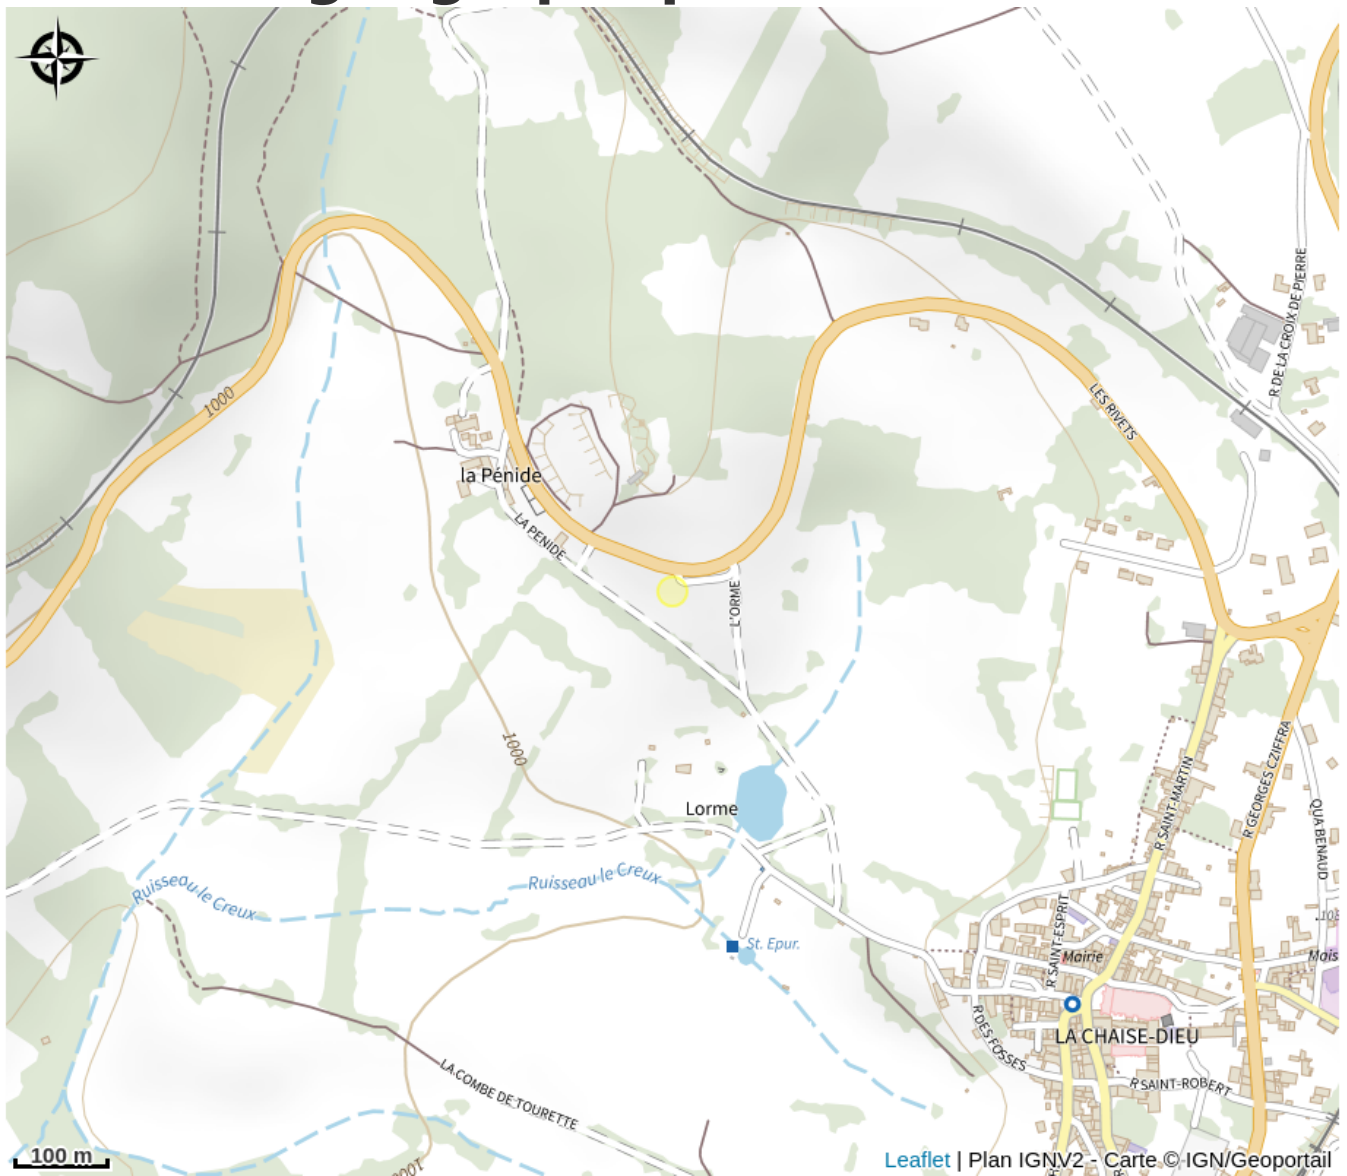 R DE LA CROIX DE PIERRE
1000
LES RIVETS
la Pénide
LA PENIDE
L'ORME
1000
R SAINT-MARTIN
R GEORGES CZIFFRA
QUA BENAUD
Lorme
Ruisseau le Creux
Ruisseau le Creux
St. Epur.
R SAINT-ESPRIT
Mairie
Mais
R DES FOSSES
LA CHAISE-DIEU
R SAINT-ROBERT
LA COMBE DE TOURETTE
100 m
1000
Leaflet | Plan IGNV2 - Carte © IGN/Geoportail